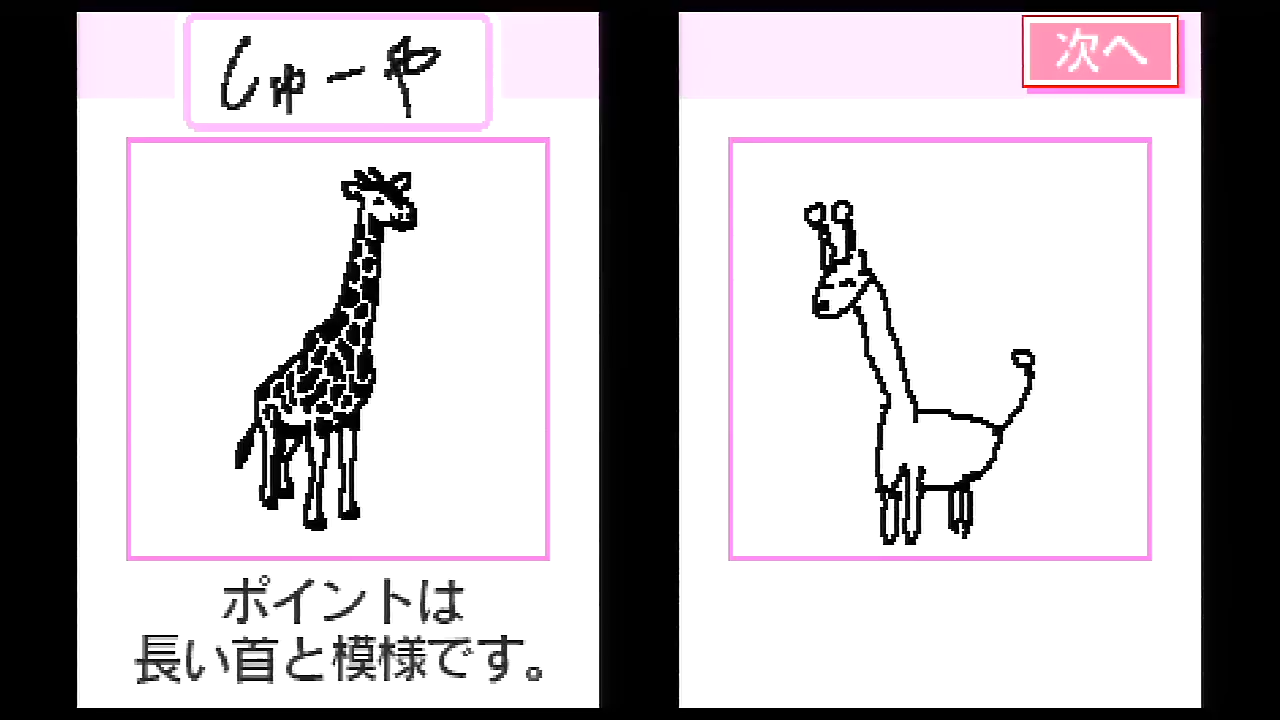 しゅーや
次へ
ポイントは
長い首と模様です。